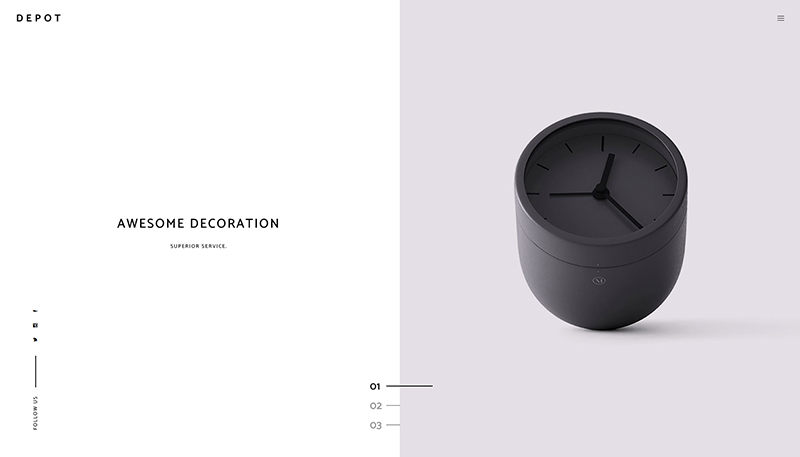 DEPOT
AWESOME DECORATION
SUPERIOR SERVICE.
FOLLOW US
01
02
03